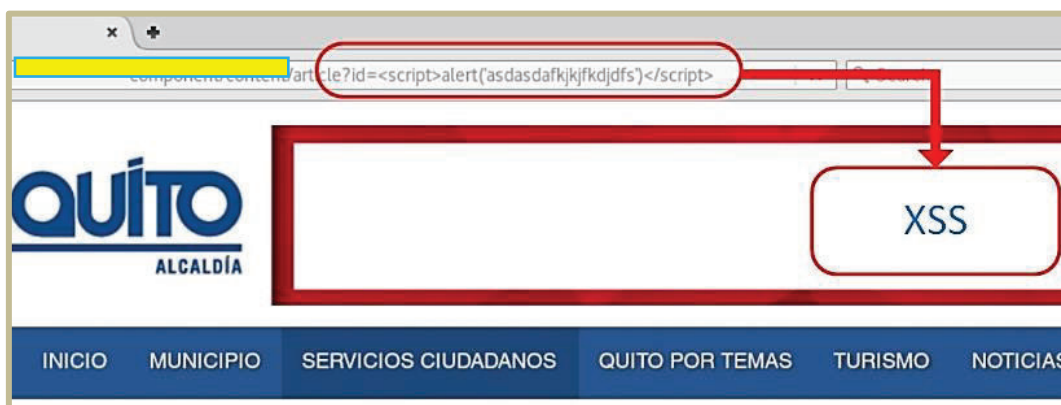 component/content/article?id=<script>alert('asdasdafkjkjfkdjdfs')</script>
QUITO
ALCALDÍA
XSS
INICIO MUNICIPIO SERVICIOS CIUDADANOS QUITO POR TEMAS TURISMO NOTICIAS